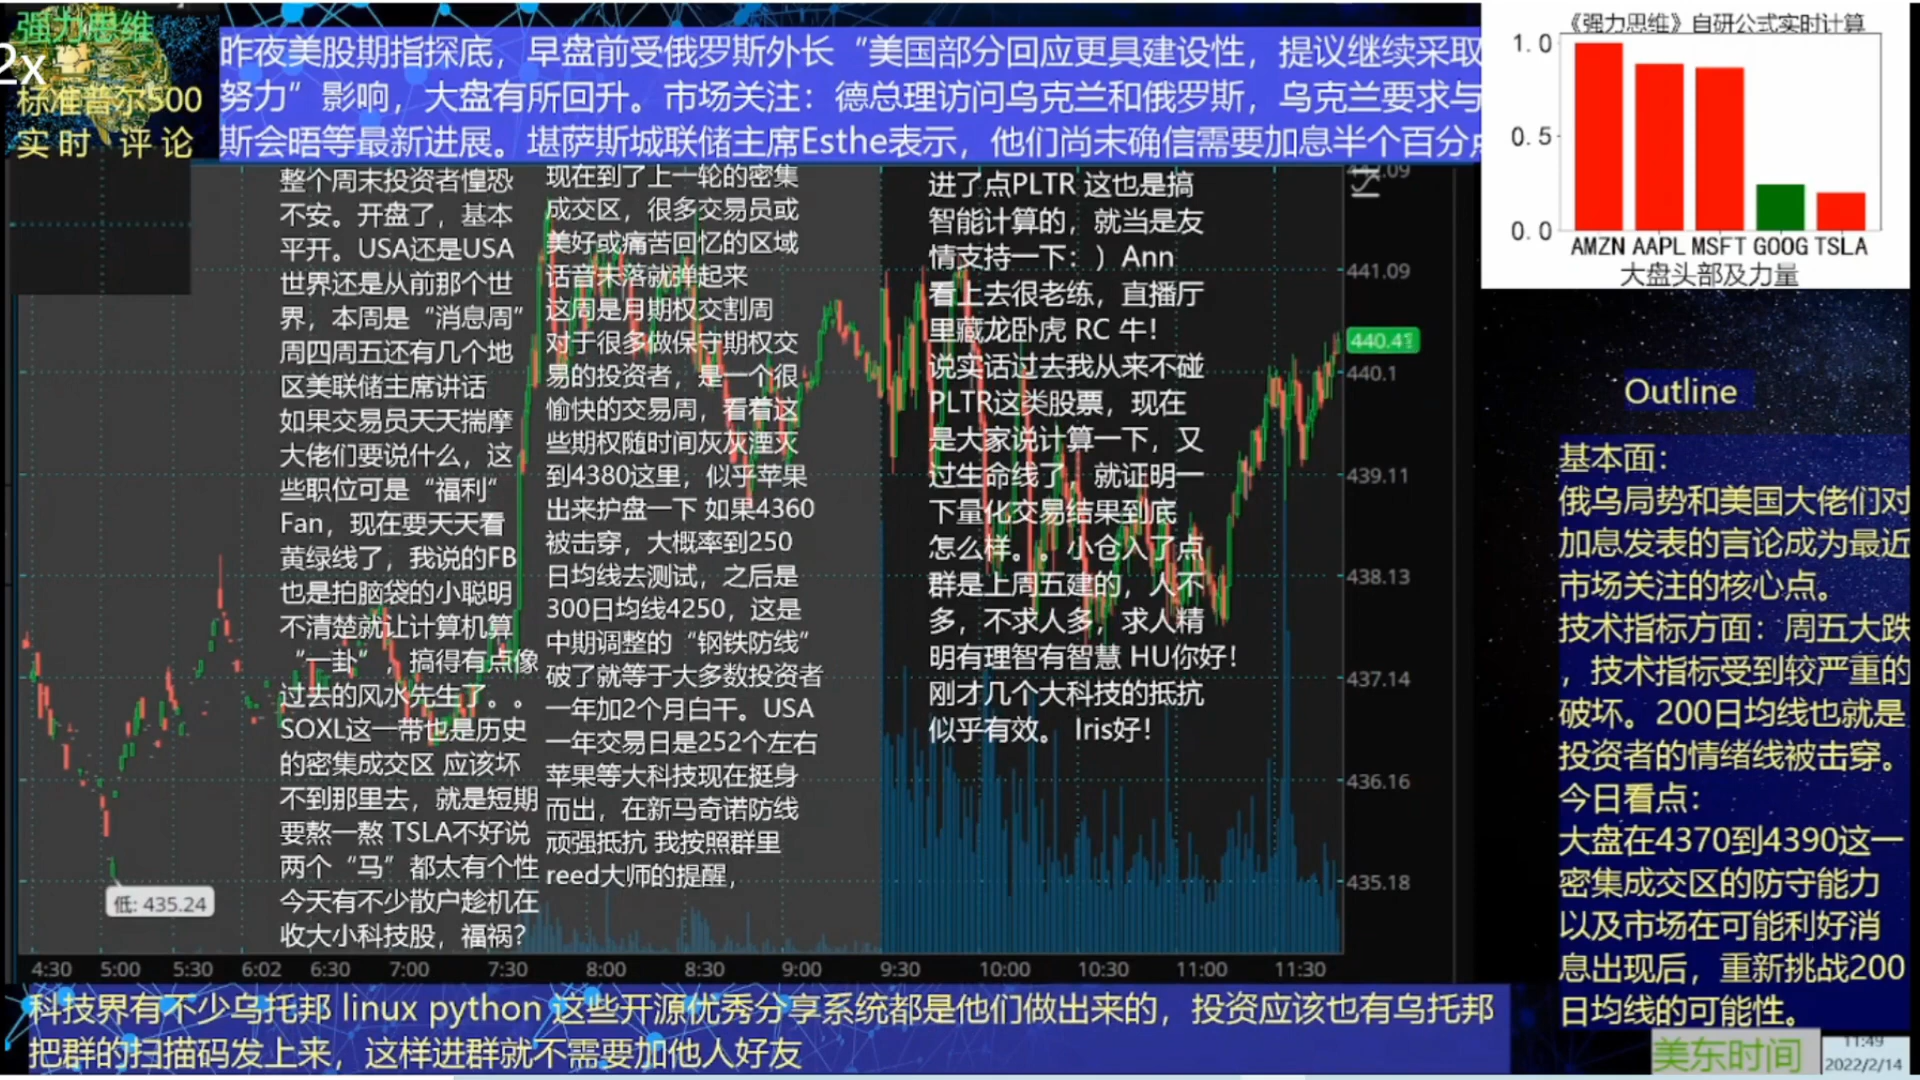 强力思维
2x
标准普尔500
实时 评论
昨夜美股期指探底，早盘前受俄罗斯外长“美国部分回应更具建设性，提议继续采取
努力”影响，大盘有所回升。市场关注：德总理访问乌克兰和俄罗斯，乌克兰要求与
斯会晤等最新进展。堪萨斯城联储主席Esthe表示，他们尚未确信需要加息半个百分
整个周末投资者惶恐
不安。开盘了，基本
平开。USA还是USA
世界还是从前那个世
界，本周是“消息周”
周四周五还有几个地
区美联储主席讲话
如果交易员天天揣摩
大佬们要说什么，这
些职位可是“福利”
Fan，现在要天天看
黄绿线了，我说的FB
也是拍脑袋的小聪明
不清楚就让计算机算
“一卦”，搞得有点像
过去的风水先生了。。
SOXL这一带也是历史
的密集成交区 应该坏
不到那里去，就是短期
要熬一熬 TSLA不好说
两个“马”都太有个性
今天有不少散户趁机在
收大小科技股，福祸？
现在到了上一轮的密集
成交区，很多交易员或
美好或痛苦回忆的区域
话音未落就弹起来
这周是月期权交割周
对于很多做保守期权交
易的投资者，是一个很
愉快的交易周，看着这
些期权随时间灰灰湮灭
到4380这里，似乎苹果
出来护盘一下 如果4360
被击穿，大概率到250
日均线去测试，之后是
300日均线4250，这是
中期调整的“钢铁防线”
破了就等于大多数投资者
一年加2个月白干。USA
一年交易日是252个左右
苹果等大科技现在挺身
而出，在新马奇诺防线
顽强抵抗 我按照群里
reed大师的提醒，
进了点PLTR 这也是搞
智能计算的，就当是友
情支持一下：）Ann
看上去很老练，直播厅
里藏龙卧虎 RC 牛！
说实话过去我从来不碰
PLTR这类股票，现在
是大家说计算一下，又
过生命线了，就证明一
下量化交易结果到底
怎么样。。小仓入了点
群是上周五建的，人不
多，不求人多，求人精
明有理智有智慧 HU你好！
刚才几个大科技的抵抗
似乎有效。 Iris好！
441.09
440.1
439.11
438.13
437.14
436.16
435.18
低: 435.24
4:30 5:00 5:30 6:02 6:30 7:00 7:30 8:00 8:30 9:00 9:30 10:00 10:30 11:00 11:30
《强力思维》自研公式实时计算
1.0
0.5
0.0
AMZN AAPL MSFT GOOG TSLA
大盘头部及力量
Outline
基本面：
俄乌局势和美国大佬们对
加息发表的言论成为最近
市场关注的核心点。
技术指标方面：周五大跌
，技术指标受到较严重的
破坏。200日均线也就是
投资者的情绪线被击穿。
今日看点：
大盘在4370到4390这一
密集成交区的防守能力
以及市场在可能利好消
息出现后，重新挑战200
日均线的可能性。
科技界有不少乌托邦 linux python 这些开源优秀分享系统都是他们做出来的，投资应该也有乌托邦
把群的扫描码发上来，这样进群就不需要加他人好友
美东时间
11:49
2022/2/14